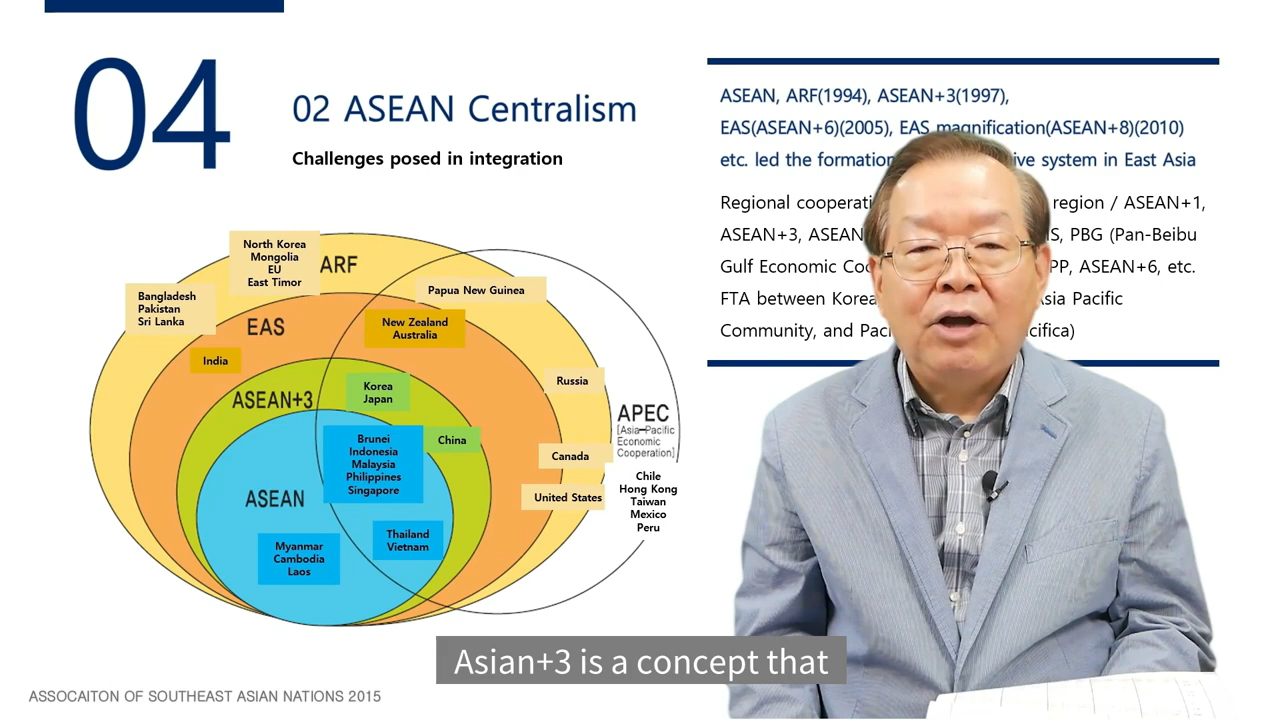 04
02 ASEAN Centralism
Challenges posed in integration
ASEAN, ARF(1994), ASEAN+3(1997),
EAS(ASEAN+6)(2005), EAS magnification(ASEAN+8)(2010)
etc. led the formation ive system in East Asia
Regional cooperati region / ASEAN+1,
ASEAN+3, ASEAN S, PBG (Pan-Beibu
Gulf Economic Coo PP, ASEAN+6, etc.
FTA between Korea sia Pacific
Community, and Paci cifica)
North Korea
Mongolia
EU
East Timor
ARF
Bangladesh
Pakistan
Sri Lanka
Papua New Guinea
EAS
New Zealand
Australia
India
Russia
ASEAN+3
Korea
Japan
APEC
[Asia-Pacific
Economic
Cooperation]
China
Brunei
Indonesia
Malaysia
Philippines
Singapore
Canada
United States
Chile
Hong Kong
Taiwan
Mexico
Peru
ASEAN
Thailand
Vietnam
Myanmar
Cambodia
Laos
Asian+3 is a concept that
ASSOCAITON OF SOUTHEAST ASIAN NATIONS 2015